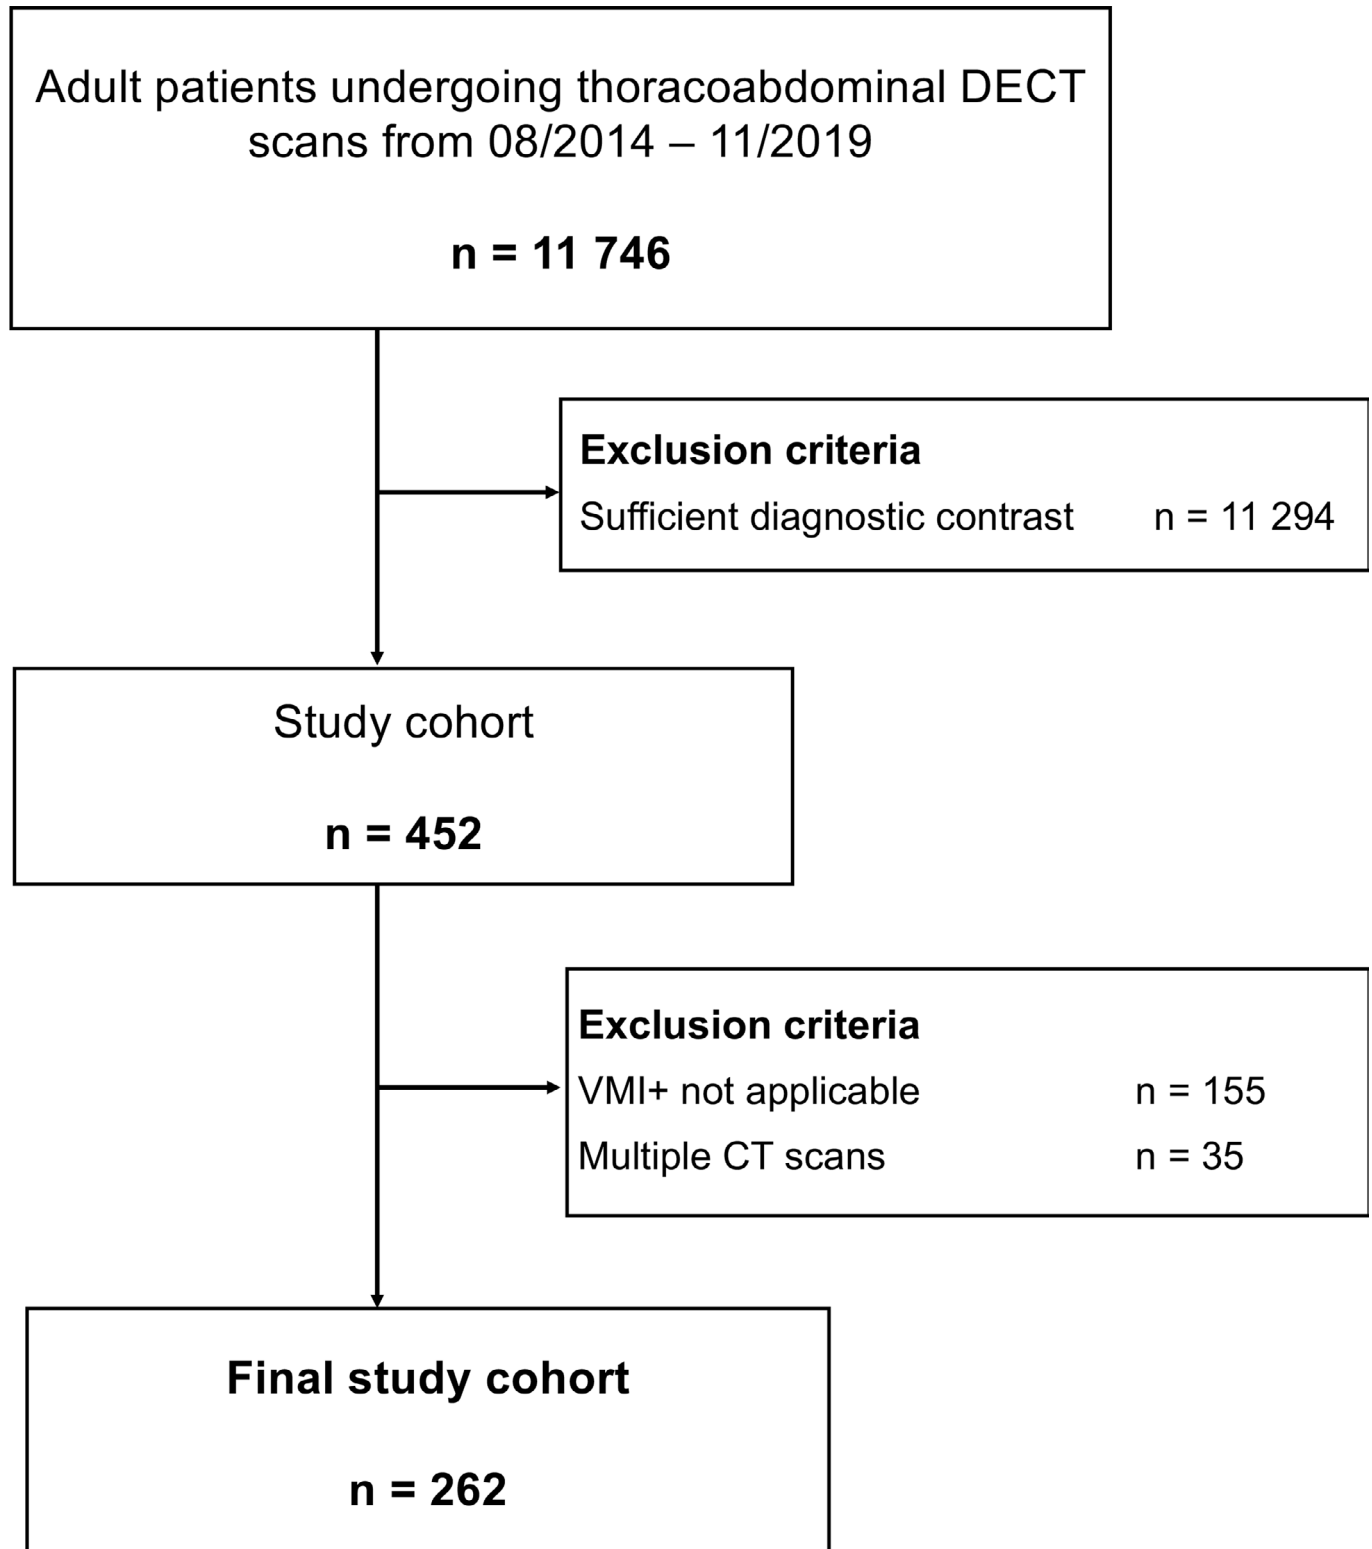 Adult patients undergoing thoracoabdominal DECT
scans from 08/2014 – 11/2019
n = 11 746
Exclusion criteria
Sufficient diagnostic contrast n = 11 294
Study cohort
n = 452
Exclusion criteria
VMI+ not applicable n = 155
Multiple CT scans n = 35
Final study cohort
n = 262